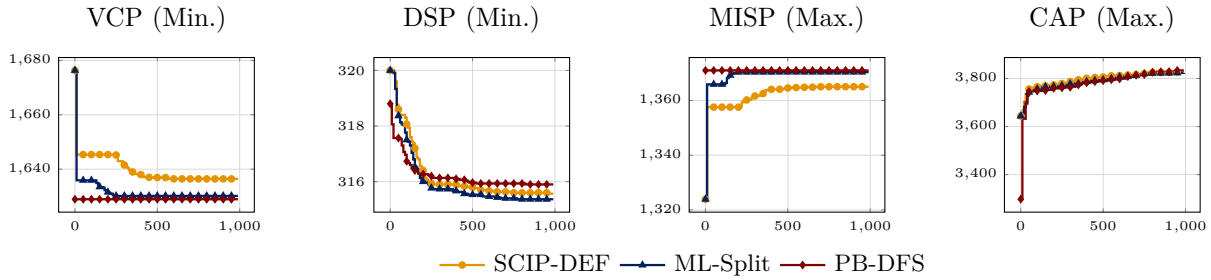 VCP (Min.) DSP (Min.) MISP (Max.) CAP (Max.)
1,680
1,660
1,640
0 500 1,000
320
318
316
0 500 1,000
1,360
1,340
1,320
0 500 1,000
3,800
3,600
3,400
0 500 1,000
SCIP-DEF ML-Split PB-DFS